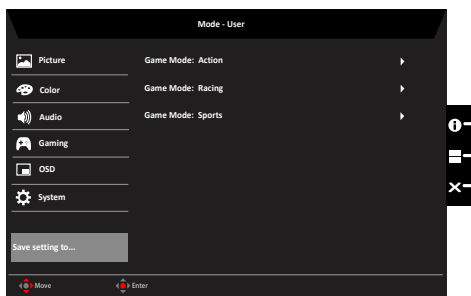 Mode - User
Picture
Color
Audio
Gaming
OSD
System
Save setting to...
Game Mode: Action
Game Mode: Racing
Game Mode: Sports
Move
Enter